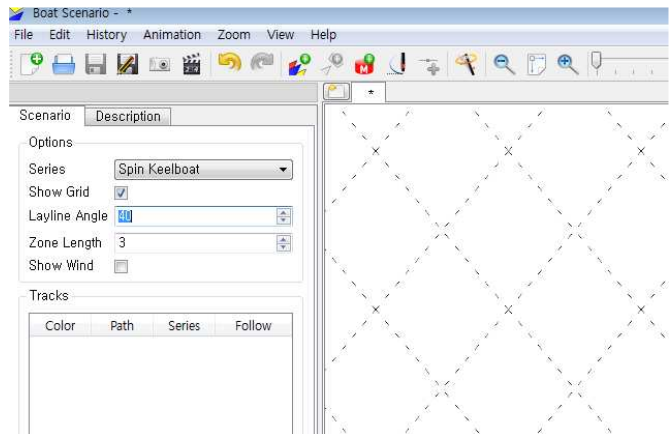 Boat Scenario - *
File Edit History Animation Zoom View Help
*
Scenario Description
Options
Series Spin Keelboat
Show Grid
Layline Angle 40
Zone Length 3
Show Wind
Tracks
Color Path Series Follow